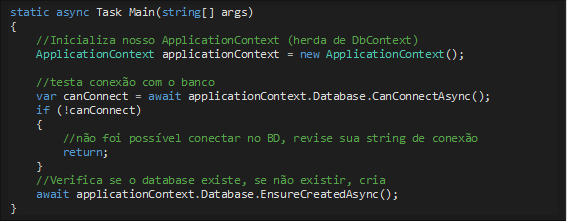 static async Task Main(string[] args)
{
//Inicializa nosso ApplicationContext (herda de DbContext)
ApplicationContext applicationContext = new ApplicationContext();
//testa conexão com o banco
var canConnect = await applicationContext.Database.CanConnectAsync();
if (!canConnect)
{
//não foi possível conectar no BD, revise sua string de conexão
return;
}
//Verifica se o database existe, se não existir, cria
await applicationContext.Database.EnsureCreatedAsync();
}